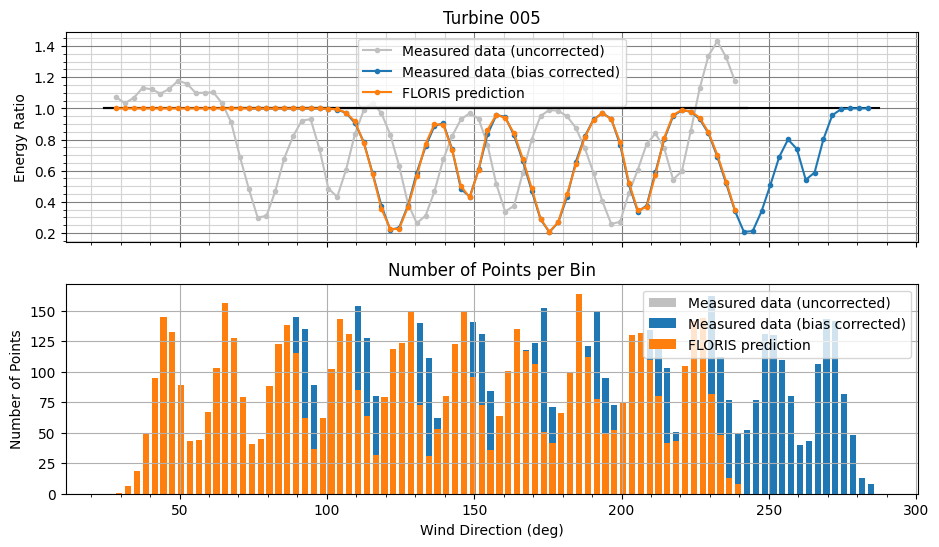 Turbine 005
Energy Ratio
1.4
1.2
1.0
0.8
0.6
0.4
0.2
Measured data (uncorrected)
Measured data (bias corrected)
FLORIS prediction
Number of Points per Bin
Number of Points
150
125
100
75
50
25
0
Measured data (uncorrected)
Measured data (bias corrected)
FLORIS prediction
50
100
150
200
250
300
Wind Direction (deg)